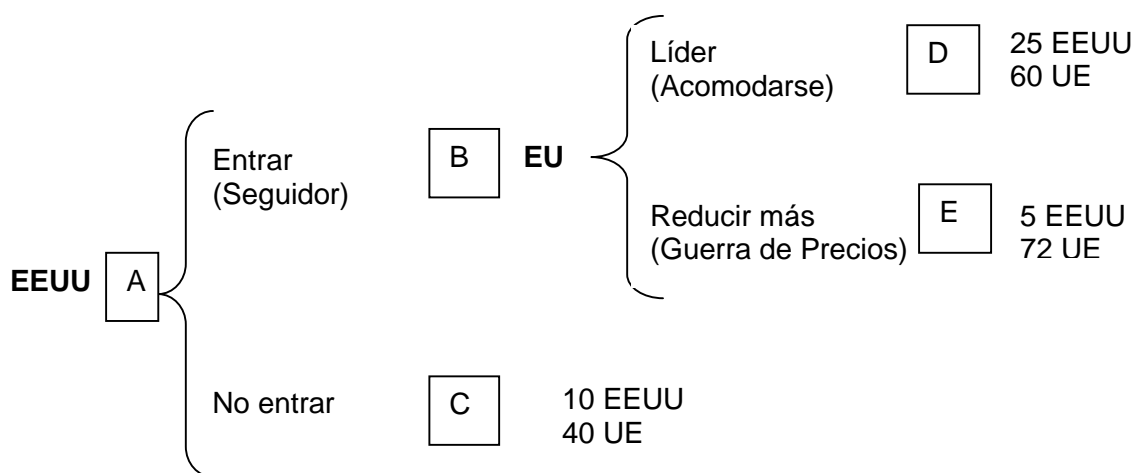 Líder
(Acomodarse)
D
25 EEUU
60 UE
Entrar
(Seguidor)
B
EU
Reducir más
(Guerra de Precios)
E
5 EEUU
72 UE
EEUU
A
No entrar
C
10 EEUU
40 UE